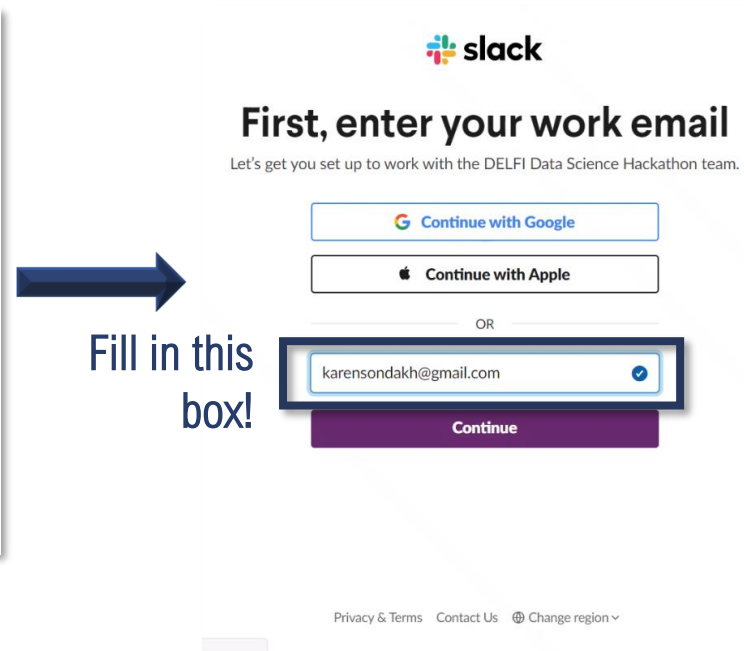 slack
First, enter your work email
Let's get you set up to work with the DELFI Data Science Hackathon team.
Continue with Google
Continue with Apple
OR
Fill in this
box!
karensondakh@gmail.com
Continue
Privacy & Terms Contact Us Change region